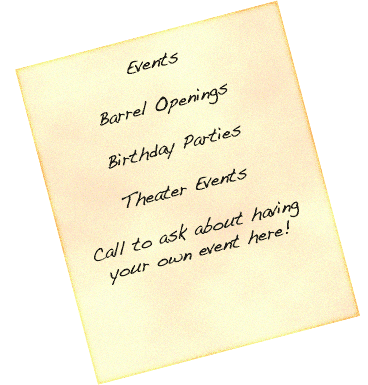 Events
Barrel Openings
Birthday Parties
Theater Events
Call to ask about having
your own event here!